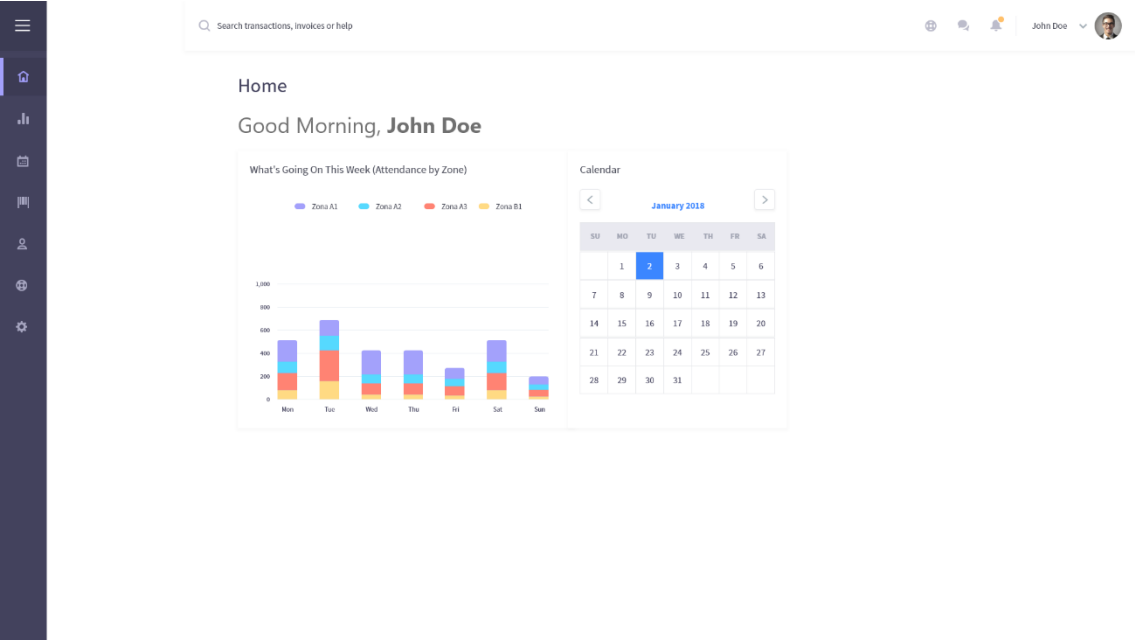 Search transactions, invoices or help
John Doe
Home
Good Morning, John Doe
What's Going On This Week (Attendance by Zone)
Zona A1 Zona A2 Zona A3 Zona B1
1,000
800
600
400
200
0
Mon Tue Wed Thu Fri Sat Sun
Calendar
January 2018
SU MO TU WE TH FR SA
1 2 3 4 5 6
7 8 9 10 11 12 13
14 15 16 17 18 19 20
21 22 23 24 25 26 27
28 29 30 31